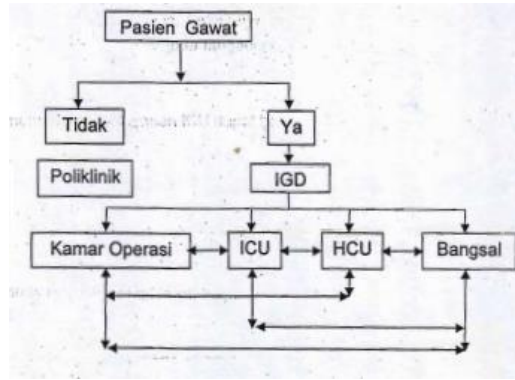 Pasien Gawat
Tidak
Ya
Poliklinik
IGD
Kamar Operasi
ICU
HCU
Bangsal